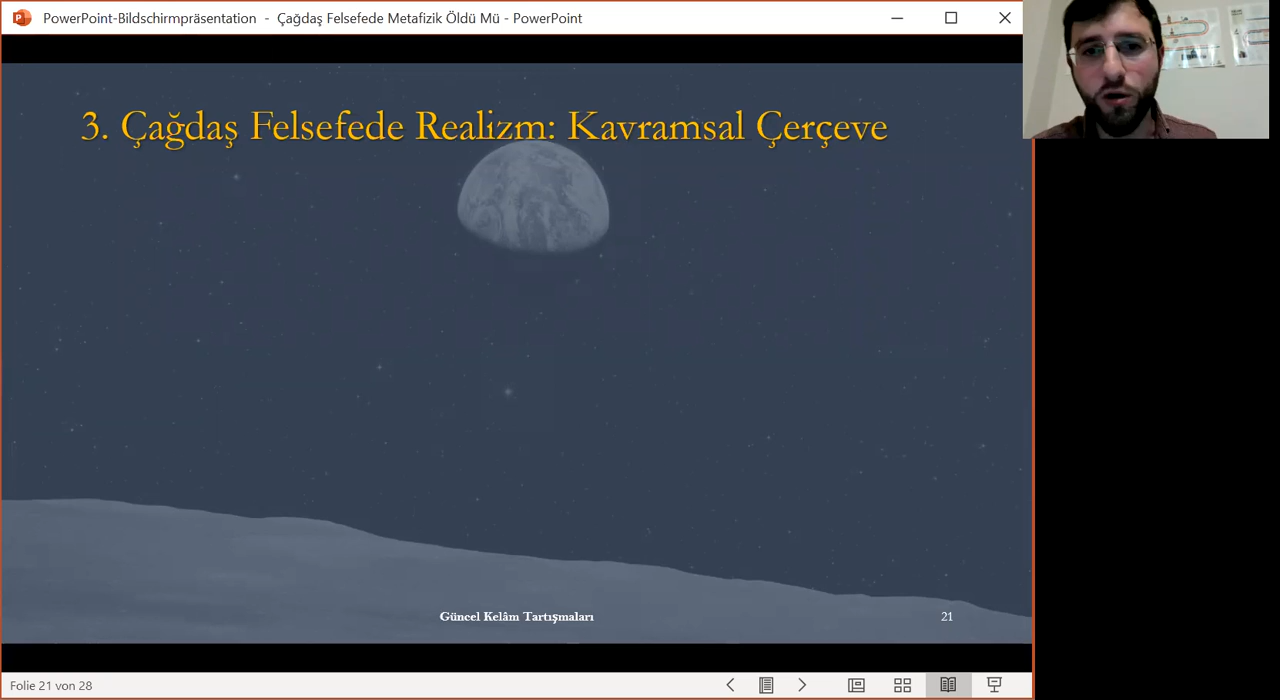 PowerPoint-Bildschirmpräsentation - Çağdaş Felsefede Metafizik Öldü Mü - PowerPoint
3. Çağdaş Felsefede Realizm: Kavramsal Çerçeve
Güncel Kelâm Tartışmaları
21
Folie 21 von 28